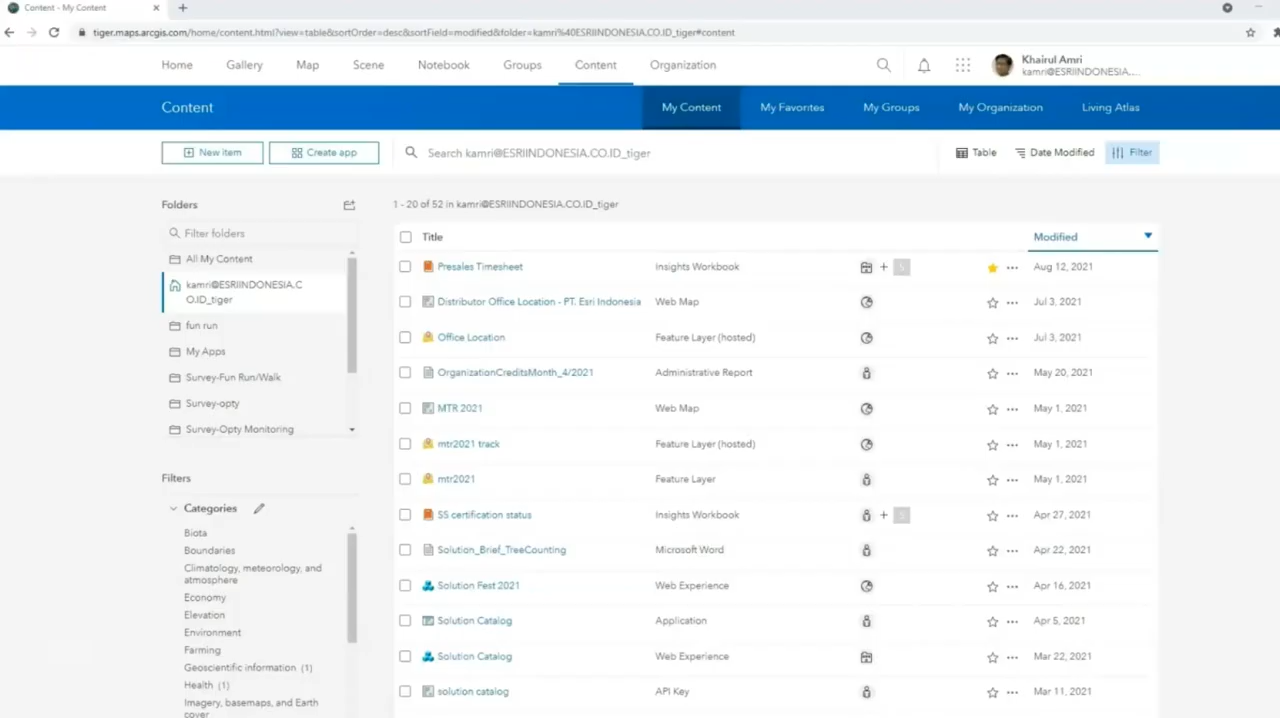 Content - My Content
tiger.maps.arcgis.com/home/content.html?view=table&sortOrder=desc&sortField=modified&folder=kamri%40ESRIINDONESIA.CO.ID_tiger#content
Home Gallery Map Scene Notebook Groups Content Organization
Khairul Amri
kamri@ESRIINDONESIA....
Content
My Content My Favorites My Groups My Organization Living Atlas
New item Create app
Search kamri@ESRIINDONESIA.CO.ID_tiger
Table Date Modified Filter
Folders
1 - 20 of 52 in kamri@ESRIINDONESIA.CO.ID_tiger
Filter folders
All My Content
kamri@ESRIINDONESIA.C
O.ID_tiger
fun run
My Apps
Survey-Fun Run/Walk
Survey-opty
Survey-Opty Monitoring
Filters
Categories
Biota
Boundaries
Climatology, meteorology, and
atmosphere
Economy
Elevation
Environment
Farming
Geoscientific information (1)
Health (1)
Imagery, basemaps, and Earth
cover
Title Modified
Presales Timesheet Insights Workbook + 5 Aug 12, 2021
Distributor Office Location - PT. Esri Indonesia Web Map Jul 3, 2021
Office Location Feature Layer (hosted) Jul 3, 2021
OrganizationCreditsMonth_4/2021 Administrative Report May 20, 2021
MTR 2021 Web Map May 1, 2021
mtr2021 track Feature Layer (hosted) May 1, 2021
mtr2021 Feature Layer May 1, 2021
SS certification status Insights Workbook + 5 Apr 27, 2021
Solution_Brief_TreeCounting Microsoft Word Apr 22, 2021
Solution Fest 2021 Web Experience Apr 16, 2021
Solution Catalog Application Apr 5, 2021
Solution Catalog Web Experience Mar 22, 2021
solution catalog API Key Mar 11, 2021